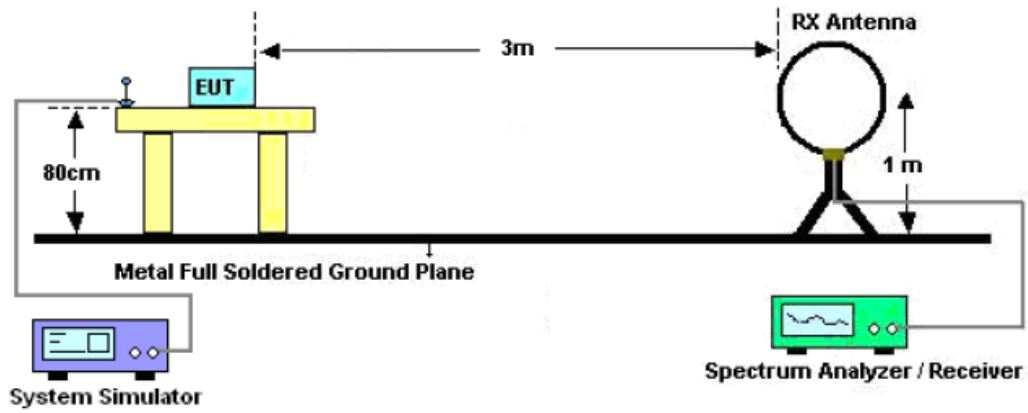 RX Antenna
3m
EUT
80cm
1 m
Metal Full Soldered Ground Plane
System Simulator
Spectrum Analyzer / Receiver